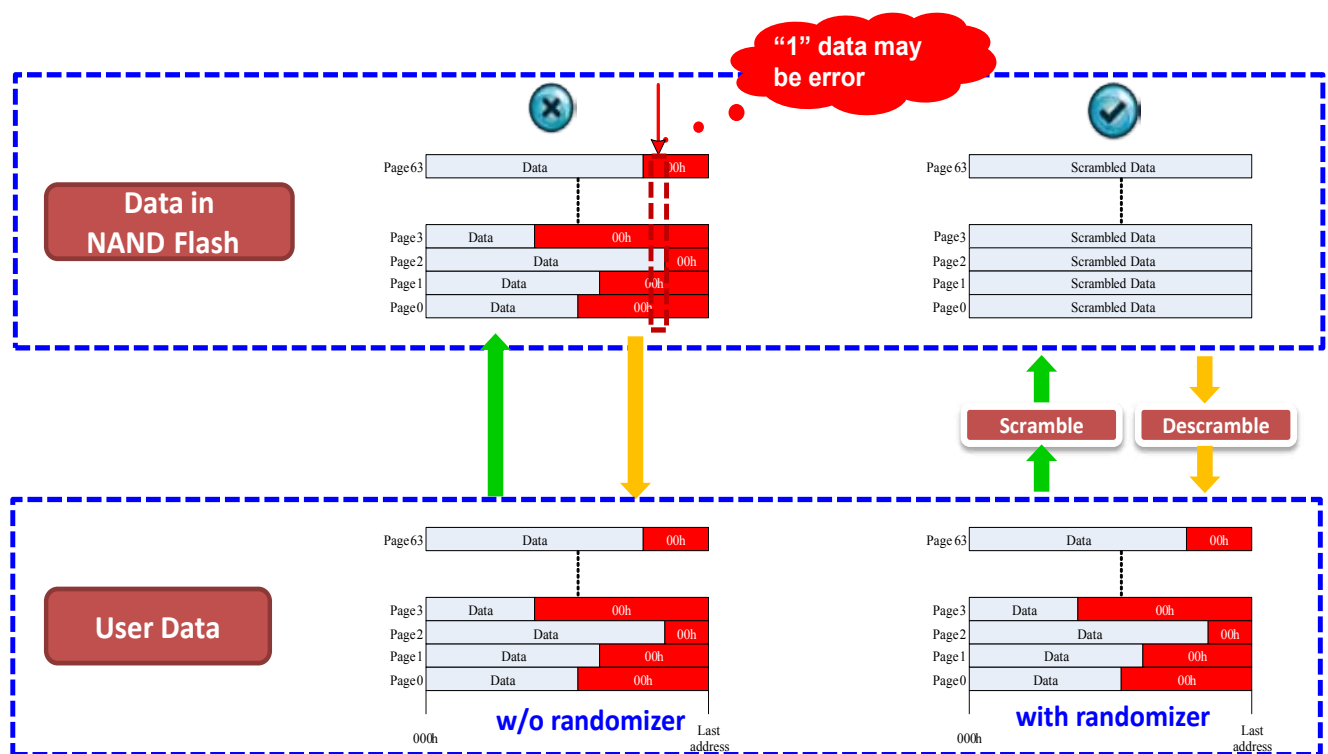 “1” data may
be error
Page63 Data 00h
Page63 Scrambled Data
Data in
NAND Flash
Page3 Data 00h
Page2 Data 00h
Page1 Data 00h
Page0 Data 00h
Page3 Scrambled Data
Page2 Scrambled Data
Page1 Scrambled Data
Page0 Scrambled Data
Scramble
Descramble
Page63 Data 00h
Page63 Data 00h
User Data
Page3 Data 00h
Page2 Data 00h
Page1 Data 00h
Page0 Data 00h
Page3 Data 00h
Page2 Data 00h
Page1 Data 00h
Page0 Data 00h
w/o randomizer
000h
Last
address
with randomizer
000h
Last
address